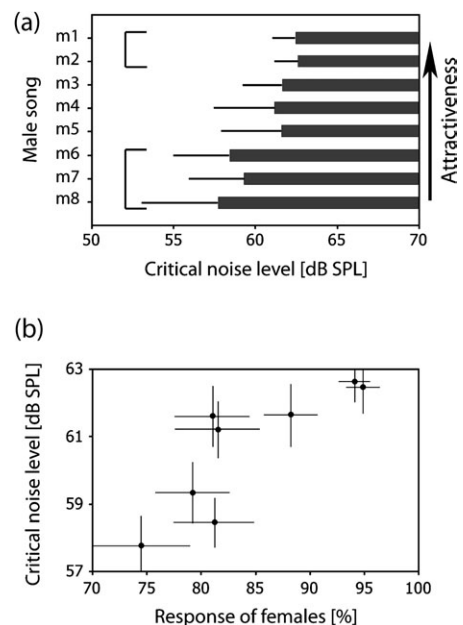 (a)
Male song
m1
m2
m3
m4
m5
m6
m7
m8
Attractiveness
50 55 60 65 70
Critical noise level [dB SPL]
(b)
Critical noise level [dB SPL]
63
61
59
57
70 75 80 85 90 95 100
Response of females [%]